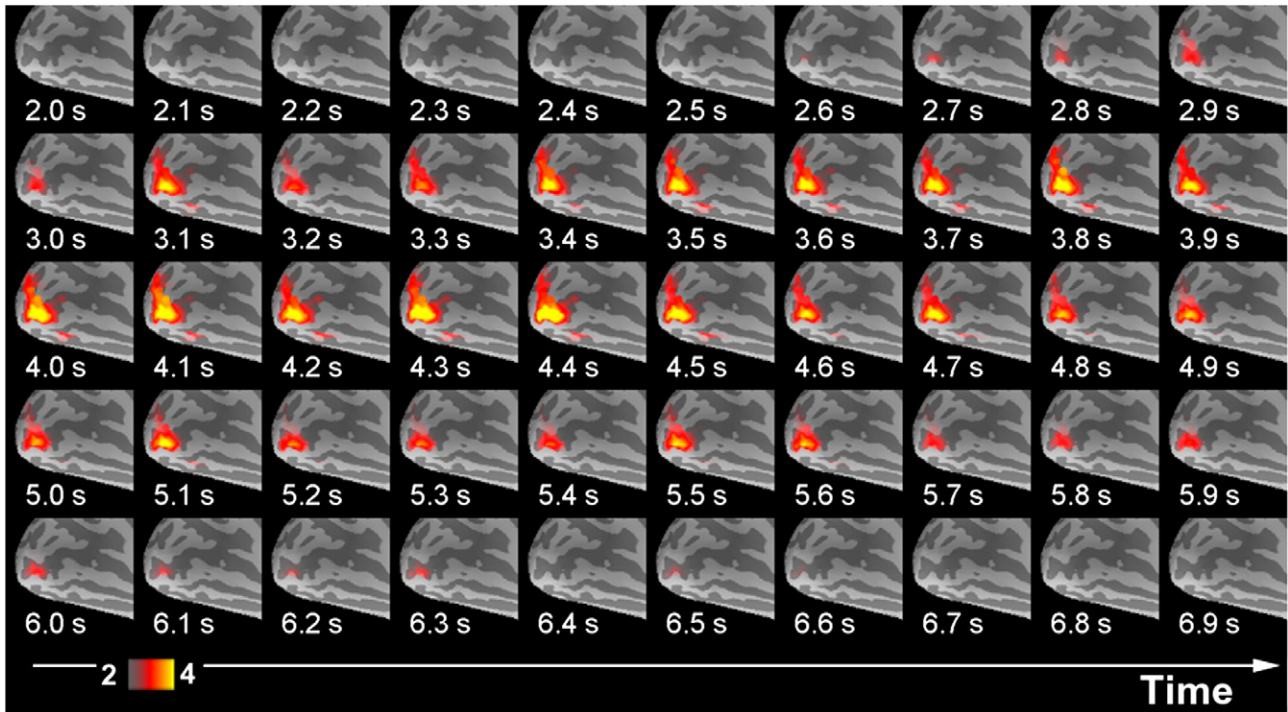 2.0 s 2.1 s 2.2 s 2.3 s 2.4 s 2.5 s 2.6 s 2.7 s 2.8 s 2.9 s
3.0 s 3.1 s 3.2 s 3.3 s 3.4 s 3.5 s 3.6 s 3.7 s 3.8 s 3.9 s
4.0 s 4.1 s 4.2 s 4.3 s 4.4 s 4.5 s 4.6 s 4.7 s 4.8 s 4.9 s
5.0 s 5.1 s 5.2 s 5.3 s 5.4 s 5.5 s 5.6 s 5.7 s 5.8 s 5.9 s
6.0 s 6.1 s 6.2 s 6.3 s 6.4 s 6.5 s 6.6 s 6.7 s 6.8 s 6.9 s
2 4
Time